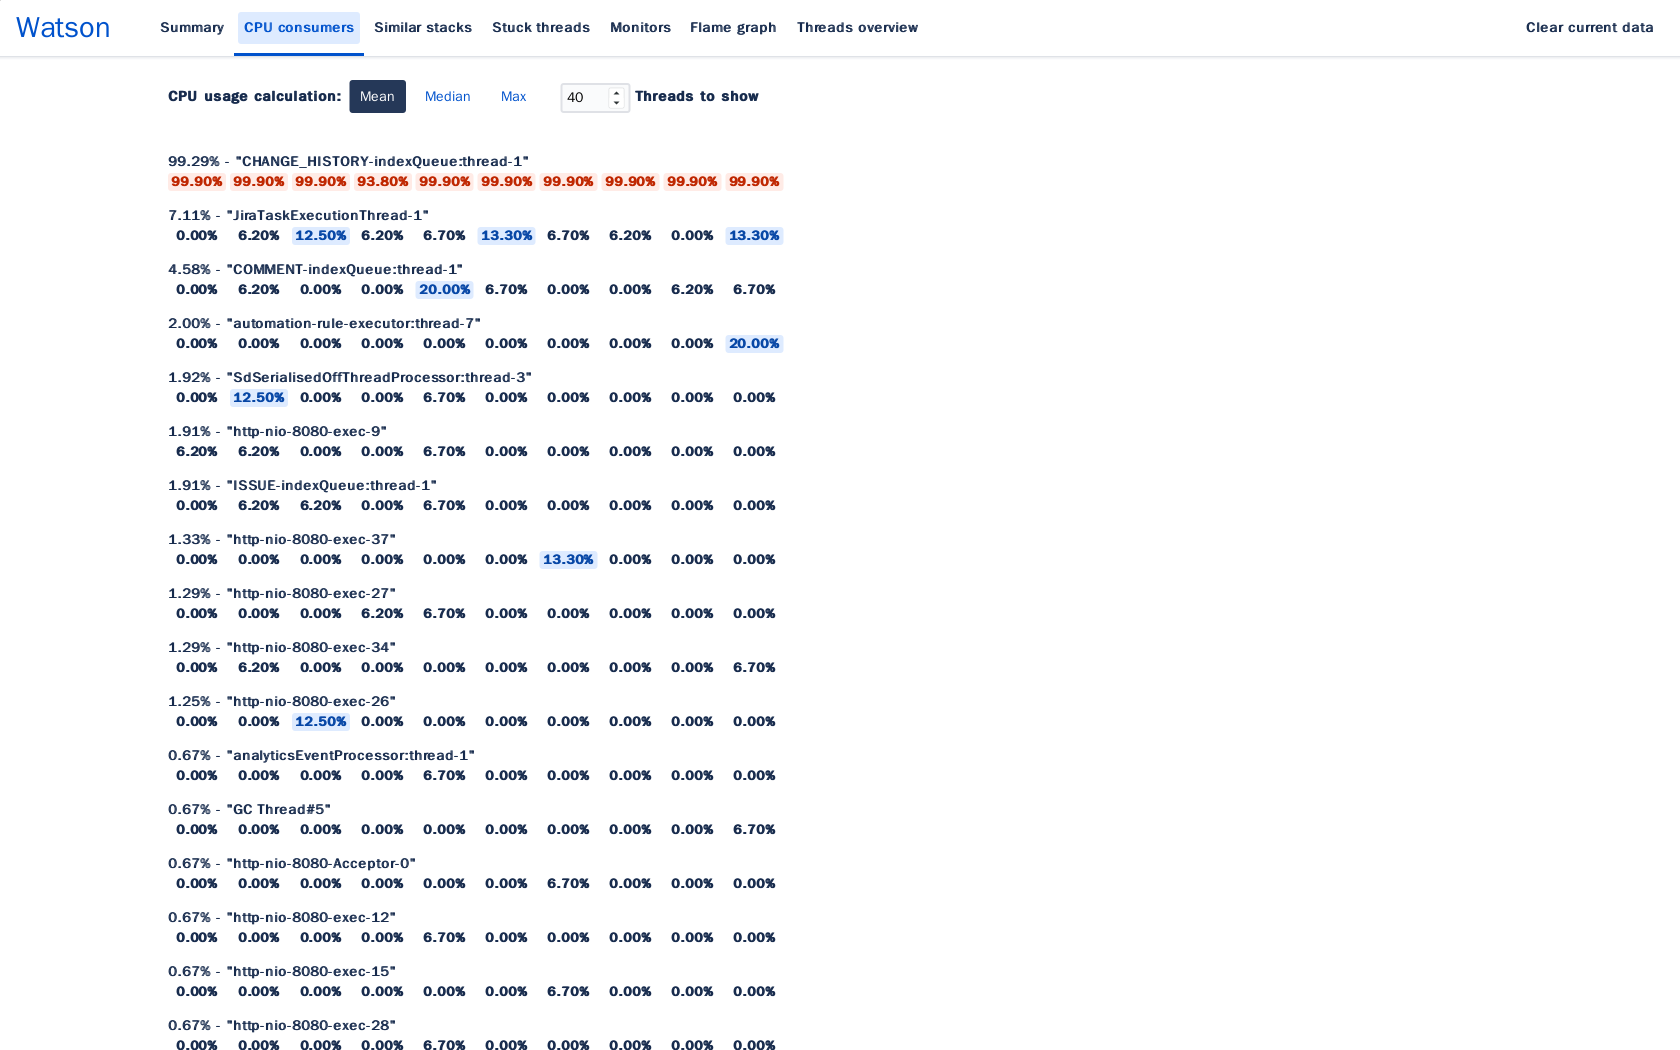 Watson Summary CPU consumers Similar stacks Stuck threads Monitors Flame graph Threads overview Clear current data
CPU usage calculation: Mean Median Max 40 Threads to show
99.29% - "CHANGE_HISTORY-indexQueue:thread-1"
99.90% 99.90% 99.90% 93.80% 99.90% 99.90% 99.90% 99.90% 99.90% 99.90%
7.11% - "JiraTaskExecutionThread-1"
0.00% 6.20% 12.50% 6.20% 6.70% 13.30% 6.70% 6.20% 0.00% 13.30%
4.58% - "COMMENT-indexQueue:thread-1"
0.00% 6.20% 0.00% 0.00% 20.00% 6.70% 0.00% 0.00% 6.20% 6.70%
2.00% - "automation-rule-executor:thread-7"
0.00% 0.00% 0.00% 0.00% 0.00% 0.00% 0.00% 0.00% 0.00% 20.00%
1.92% - "SdSerialisedOffThreadProcessor:thread-3"
0.00% 12.50% 0.00% 0.00% 6.70% 0.00% 0.00% 0.00% 0.00% 0.00%
1.91% - "http-nio-8080-exec-9"
6.20% 6.20% 0.00% 0.00% 6.70% 0.00% 0.00% 0.00% 0.00% 0.00%
1.91% - "ISSUE-indexQueue:thread-1"
0.00% 6.20% 6.20% 0.00% 6.70% 0.00% 0.00% 0.00% 0.00% 0.00%
1.33% - "http-nio-8080-exec-37"
0.00% 0.00% 0.00% 0.00% 0.00% 0.00% 13.30% 0.00% 0.00% 0.00%
1.29% - "http-nio-8080-exec-27"
0.00% 0.00% 0.00% 6.20% 6.70% 0.00% 0.00% 0.00% 0.00% 0.00%
1.29% - "http-nio-8080-exec-34"
0.00% 6.20% 0.00% 0.00% 0.00% 0.00% 0.00% 0.00% 0.00% 6.70%
1.25% - "http-nio-8080-exec-26"
0.00% 0.00% 12.50% 0.00% 0.00% 0.00% 0.00% 0.00% 0.00% 0.00%
0.67% - "analyticsEventProcessor:thread-1"
0.00% 0.00% 0.00% 0.00% 6.70% 0.00% 0.00% 0.00% 0.00% 0.00%
0.67% - "GC Thread#5"
0.00% 0.00% 0.00% 0.00% 0.00% 0.00% 0.00% 0.00% 0.00% 6.70%
0.67% - "http-nio-8080-Acceptor-0"
0.00% 0.00% 0.00% 0.00% 0.00% 0.00% 6.70% 0.00% 0.00% 0.00%
0.67% - "http-nio-8080-exec-12"
0.00% 0.00% 0.00% 0.00% 6.70% 0.00% 0.00% 0.00% 0.00% 0.00%
0.67% - "http-nio-8080-exec-15"
0.00% 0.00% 0.00% 0.00% 0.00% 0.00% 6.70% 0.00% 0.00% 0.00%
0.67% - "http-nio-8080-exec-28"
0.00% 0.00% 0.00% 0.00% 6.70% 0.00% 0.00% 0.00% 0.00% 0.00%